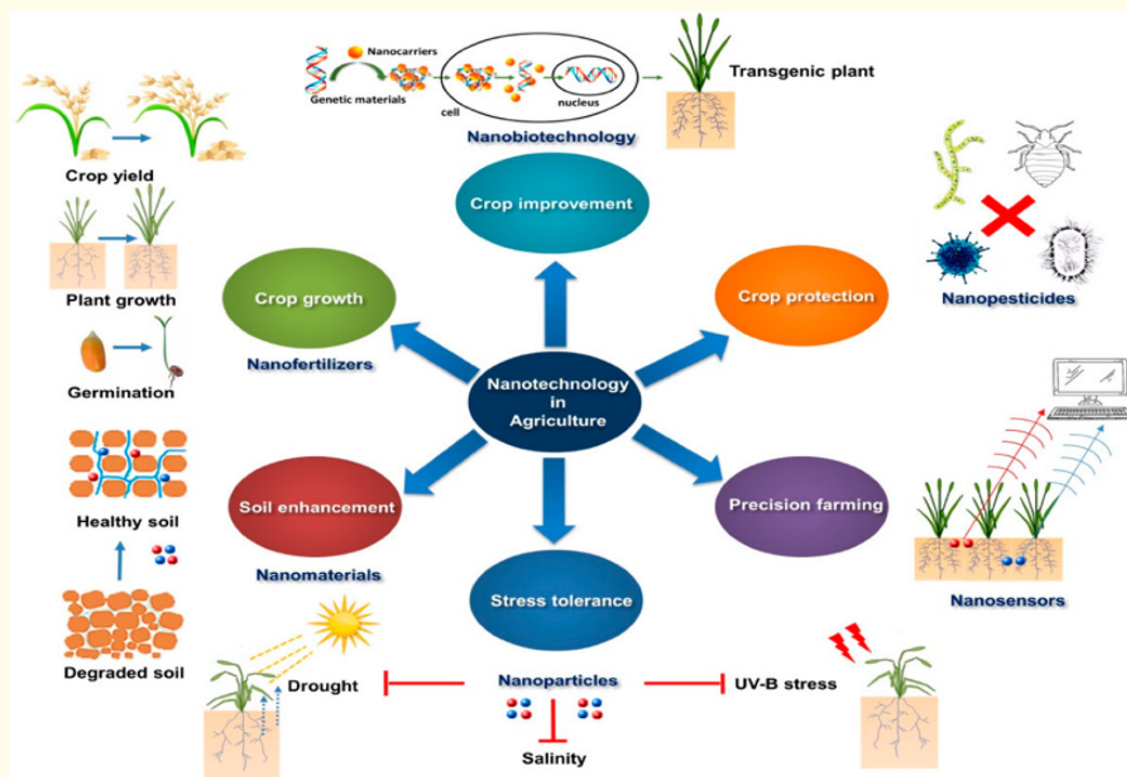 Nanocarriers
Genetic materials
cell
nucleus
Transgenic plant
Nanobiotechnology
Crop yield
Crop improvement
Plant growth
Crop growth
Crop protection
Nanopesticides
Nanofertilizers
Germination
Nanotechnology
in
Agriculture
Healthy soil
Soil enhancement
Precision farming
Nanomaterials
Stress tolerance
Nanosensors
Degraded soil
Drought
Nanoparticles
UV-B stress
Salinity